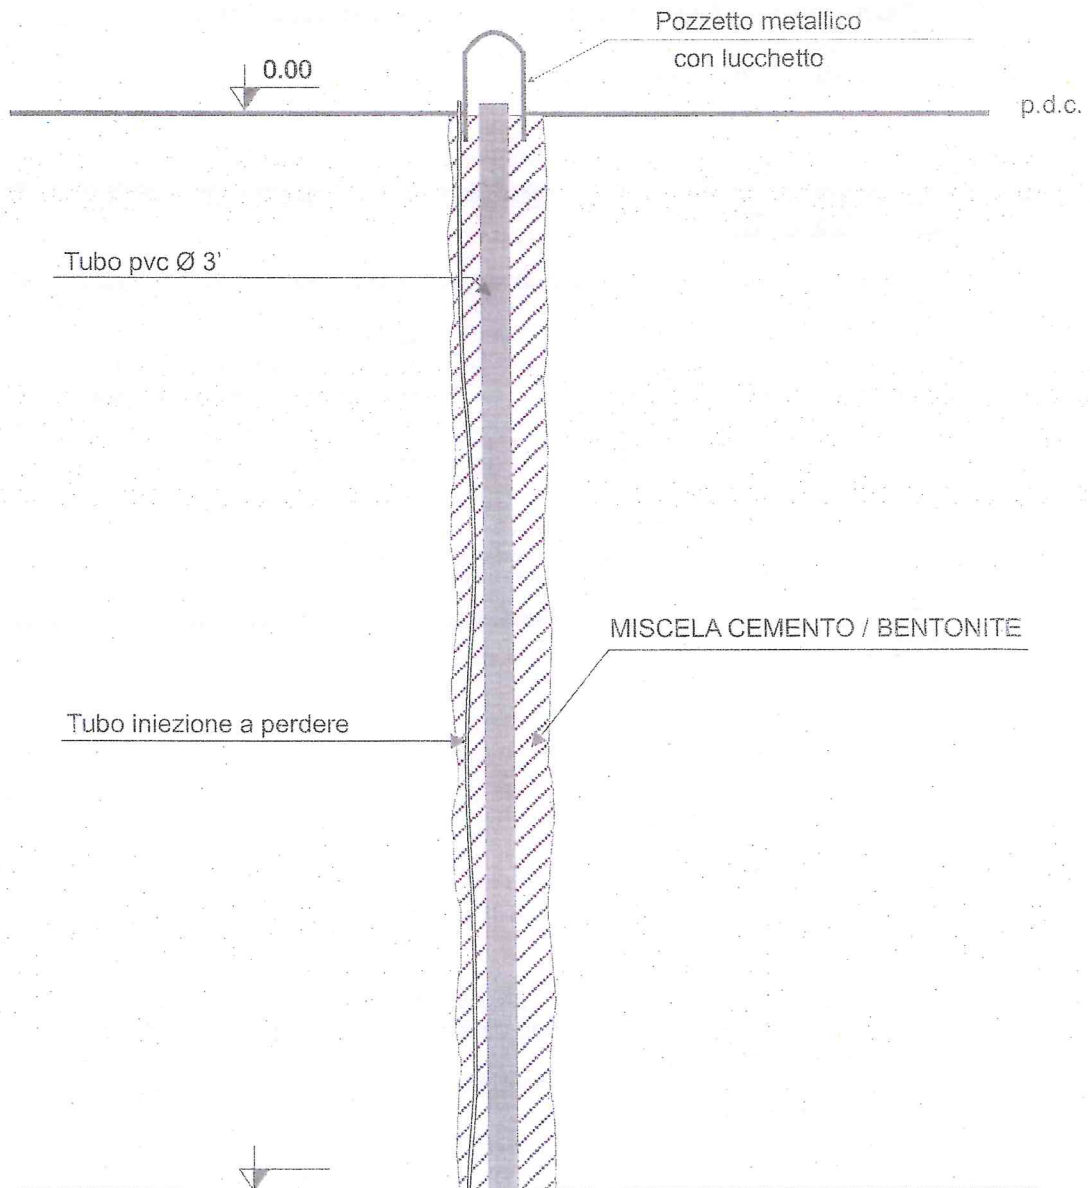 Pozzetto metallico
con lucchetto
0.00
p.d.c.
Tubo pvc Ø 3'
MISCELA CEMENTO / BENTONITE
Tubo iniezione a perdere